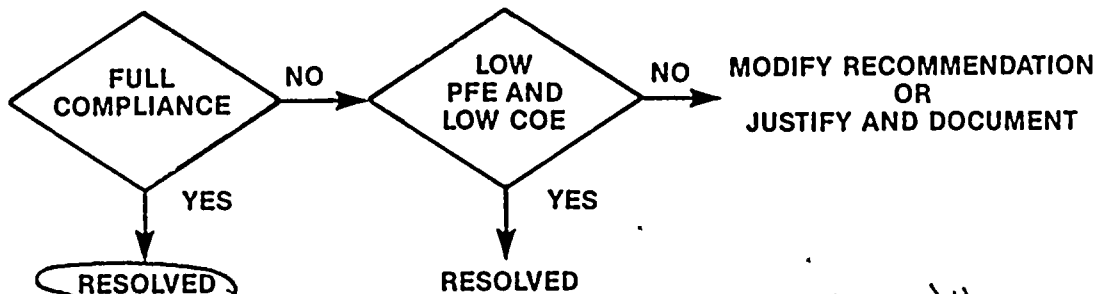 FULL
COMPLIANCE
NO
LOW
PFE AND
LOW COE
NO
MODIFY RECOMMENDATION
OR
JUSTIFY AND DOCUMENT
YES
YES
RESOLVED
RESOLVED